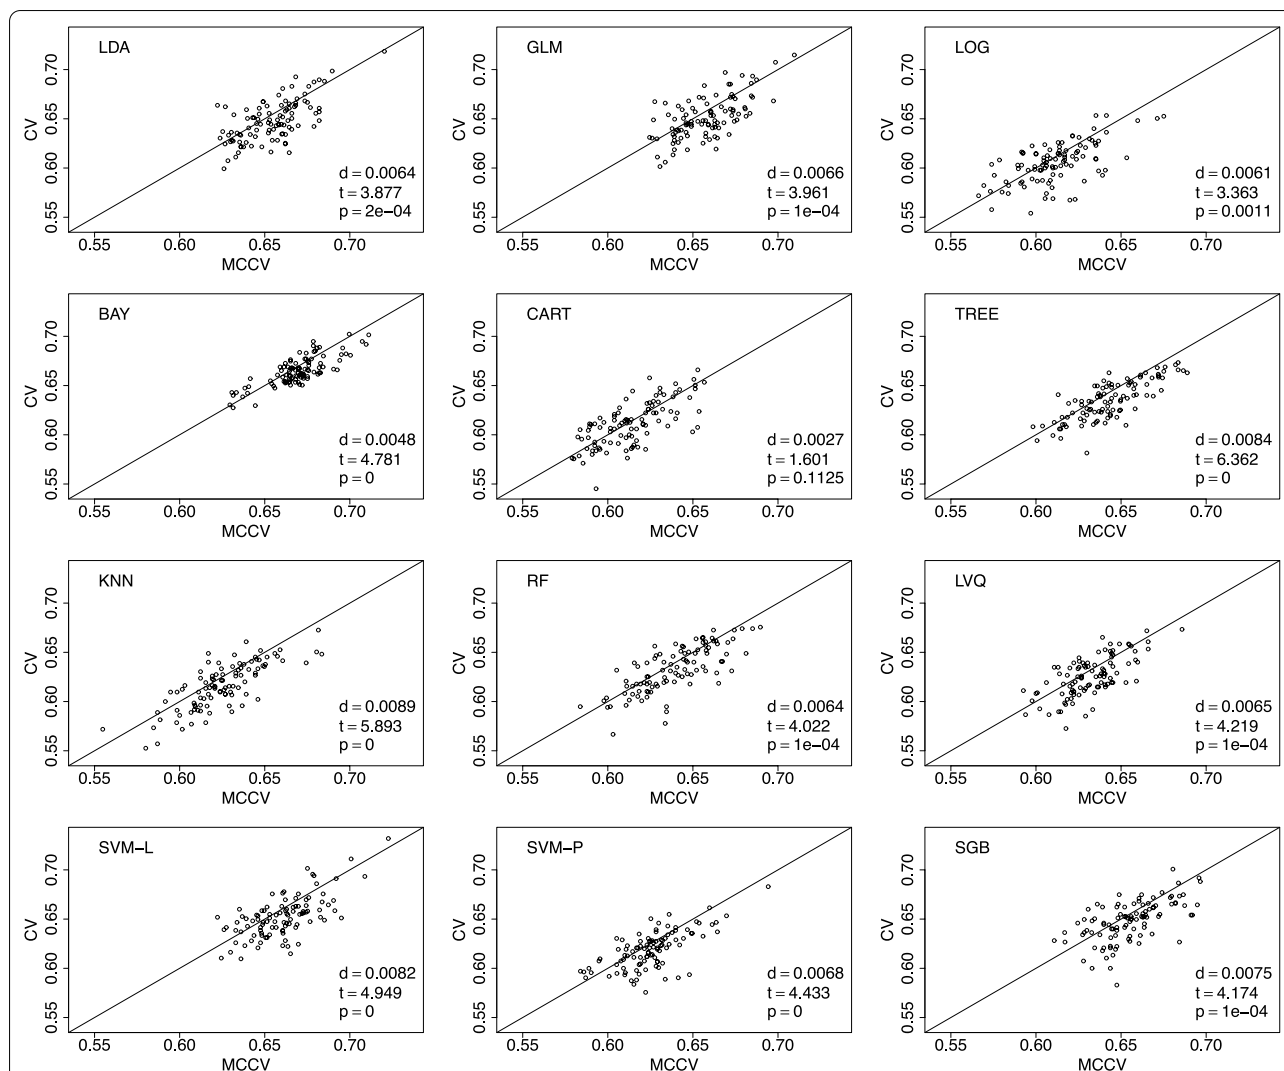 LDA
0.55 0.60 0.65 0.70
CV
d = 0.0064
t = 3.877
p = 2e−04
0.55 0.60 0.65 0.70
MCCV
GLM
0.55 0.60 0.65 0.70
CV
d = 0.0066
t = 3.961
p = 1e−04
0.55 0.60 0.65 0.70
MCCV
LOG
0.55 0.60 0.65 0.70
CV
d = 0.0061
t = 3.363
p = 0.0011
0.55 0.60 0.65 0.70
MCCV
BAY
0.55 0.60 0.65 0.70
CV
d = 0.0048
t = 4.781
p = 0
0.55 0.60 0.65 0.70
MCCV
CART
0.55 0.60 0.65 0.70
CV
d = 0.0027
t = 1.601
p = 0.1125
0.55 0.60 0.65 0.70
MCCV
TREE
0.55 0.60 0.65 0.70
CV
d = 0.0084
t = 6.362
p = 0
0.55 0.60 0.65 0.70
MCCV
KNN
0.55 0.60 0.65 0.70
CV
d = 0.0089
t = 5.893
p = 0
0.55 0.60 0.65 0.70
MCCV
RF
0.55 0.60 0.65 0.70
CV
d = 0.0064
t = 4.022
p = 1e−04
0.55 0.60 0.65 0.70
MCCV
LVQ
0.55 0.60 0.65 0.70
CV
d = 0.0065
t = 4.219
p = 1e−04
0.55 0.60 0.65 0.70
MCCV
SVM−L
0.55 0.60 0.65 0.70
CV
d = 0.0082
t = 4.949
p = 0
0.55 0.60 0.65 0.70
MCCV
SVM−P
0.55 0.60 0.65 0.70
CV
d = 0.0068
t = 4.433
p = 0
0.55 0.60 0.65 0.70
MCCV
SGB
0.55 0.60 0.65 0.70
CV
d = 0.0075
t = 4.174
p = 1e−04
0.55 0.60 0.65 0.70
MCCV